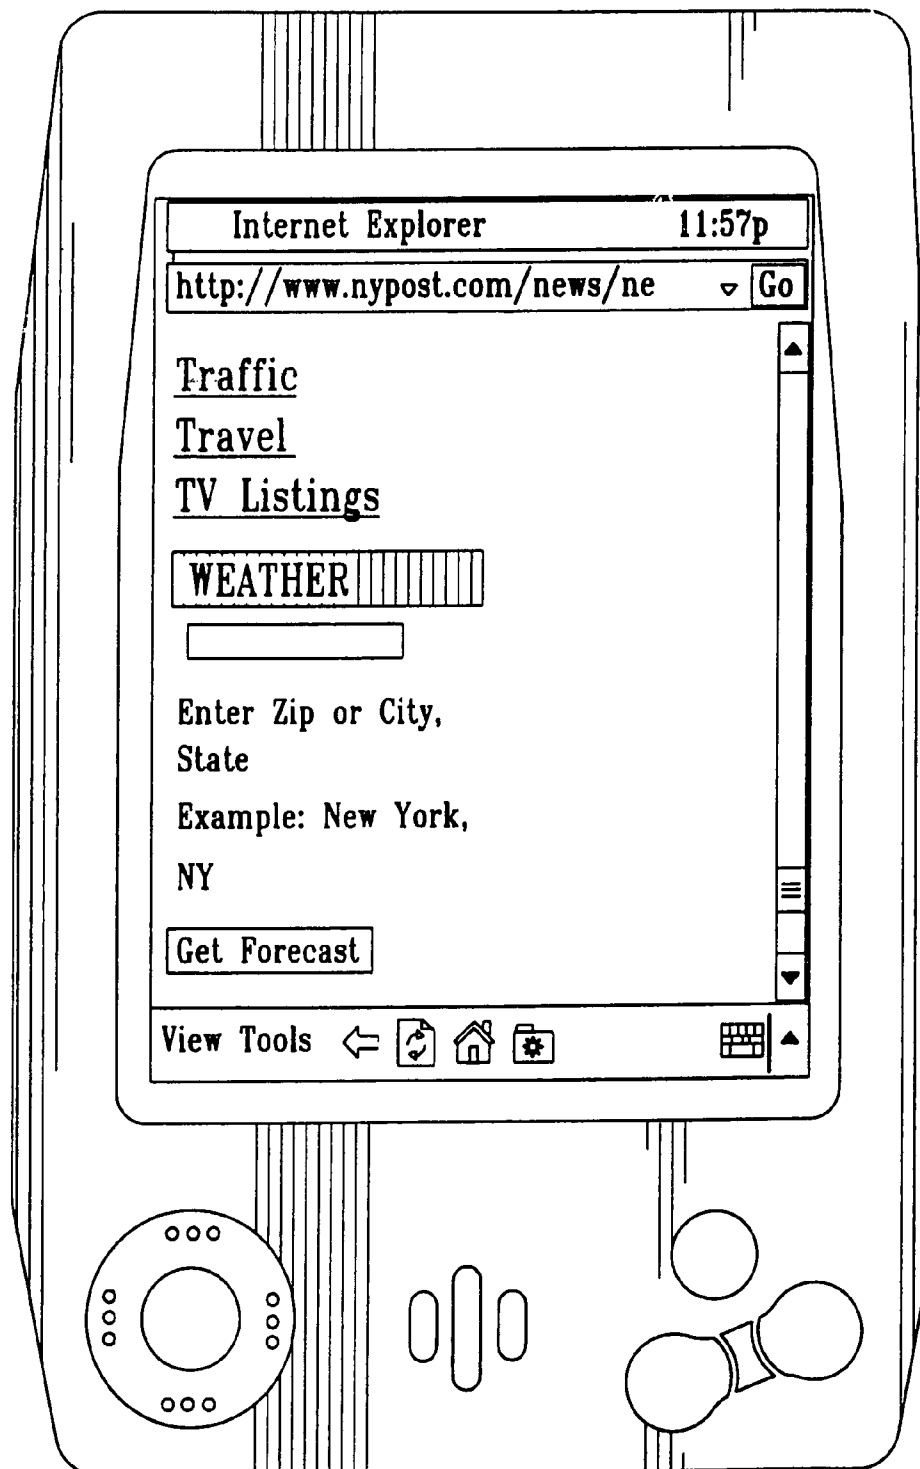 Internet Explorer 11:57p
http://www.nypost.com/news/ne Go
Traffic
Travel
TV Listings
WEATHER
Enter Zip or City,
State
Example: New York,
NY
Get Forecast
View Tools